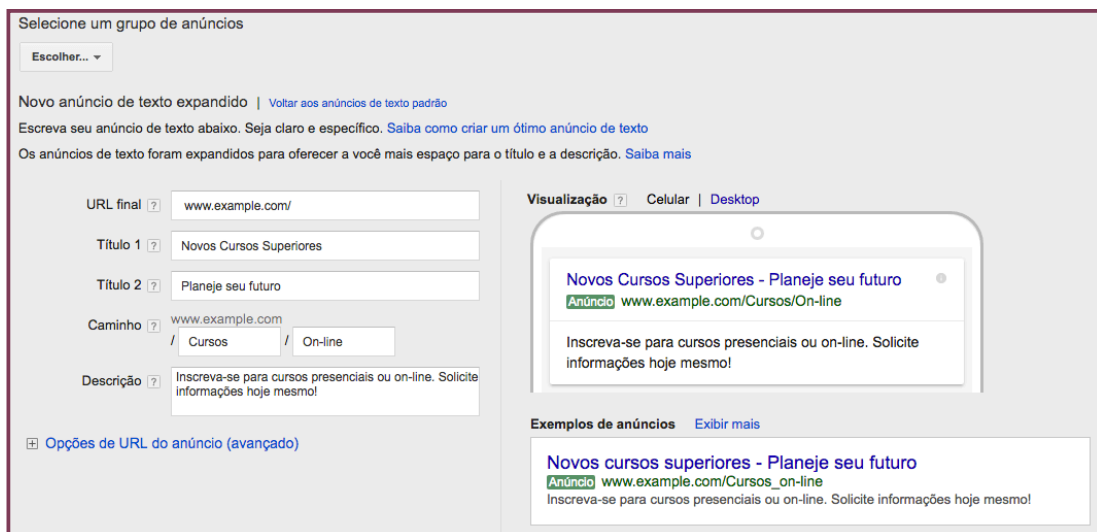 Selecione um grupo de anúncios
Escolher...
Novo anúncio de texto expandido | Voltar aos anúncios de texto padrão
Escreva seu anúncio de texto abaixo. Seja claro e específico. Saiba como criar um ótimo anúncio de texto
Os anúncios de texto foram expandidos para oferecer a você mais espaço para o título e a descrição. Saiba mais
URL final ? www.example.com/
Título 1 ? Novos Cursos Superiores
Título 2 ? Planeje seu futuro
Caminho ? www.example.com
/ Cursos / On-line
Descrição ? Inscreva-se para cursos presenciais ou on-line. Solicite
informações hoje mesmo!
Opções de URL do anúncio (avançado)
Visualização ? Celular | Desktop
Novos Cursos Superiores - Planeje seu futuro
Anúncio www.example.com/Cursos/On-line
Inscreva-se para cursos presenciais ou on-line. Solicite
informações hoje mesmo!
Exemplos de anúncios Exibir mais
Novos cursos superiores - Planeje seu futuro
Anúncio www.example.com/Cursos_on-line
Inscreva-se para cursos presenciais ou on-line. Solicite informações hoje mesmo!